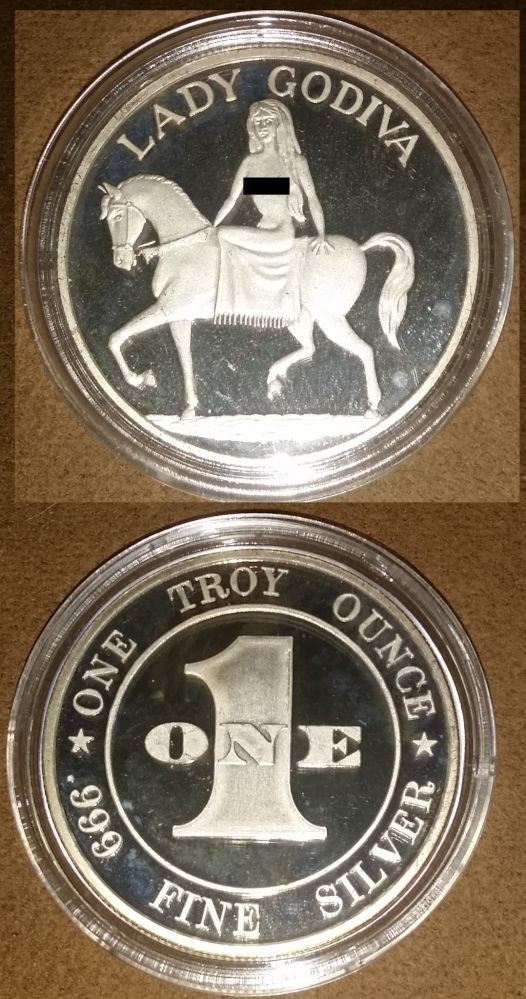 LADY GODIVA
ONE TROY OUNCE
1
ONE
.999 FINE SILVER